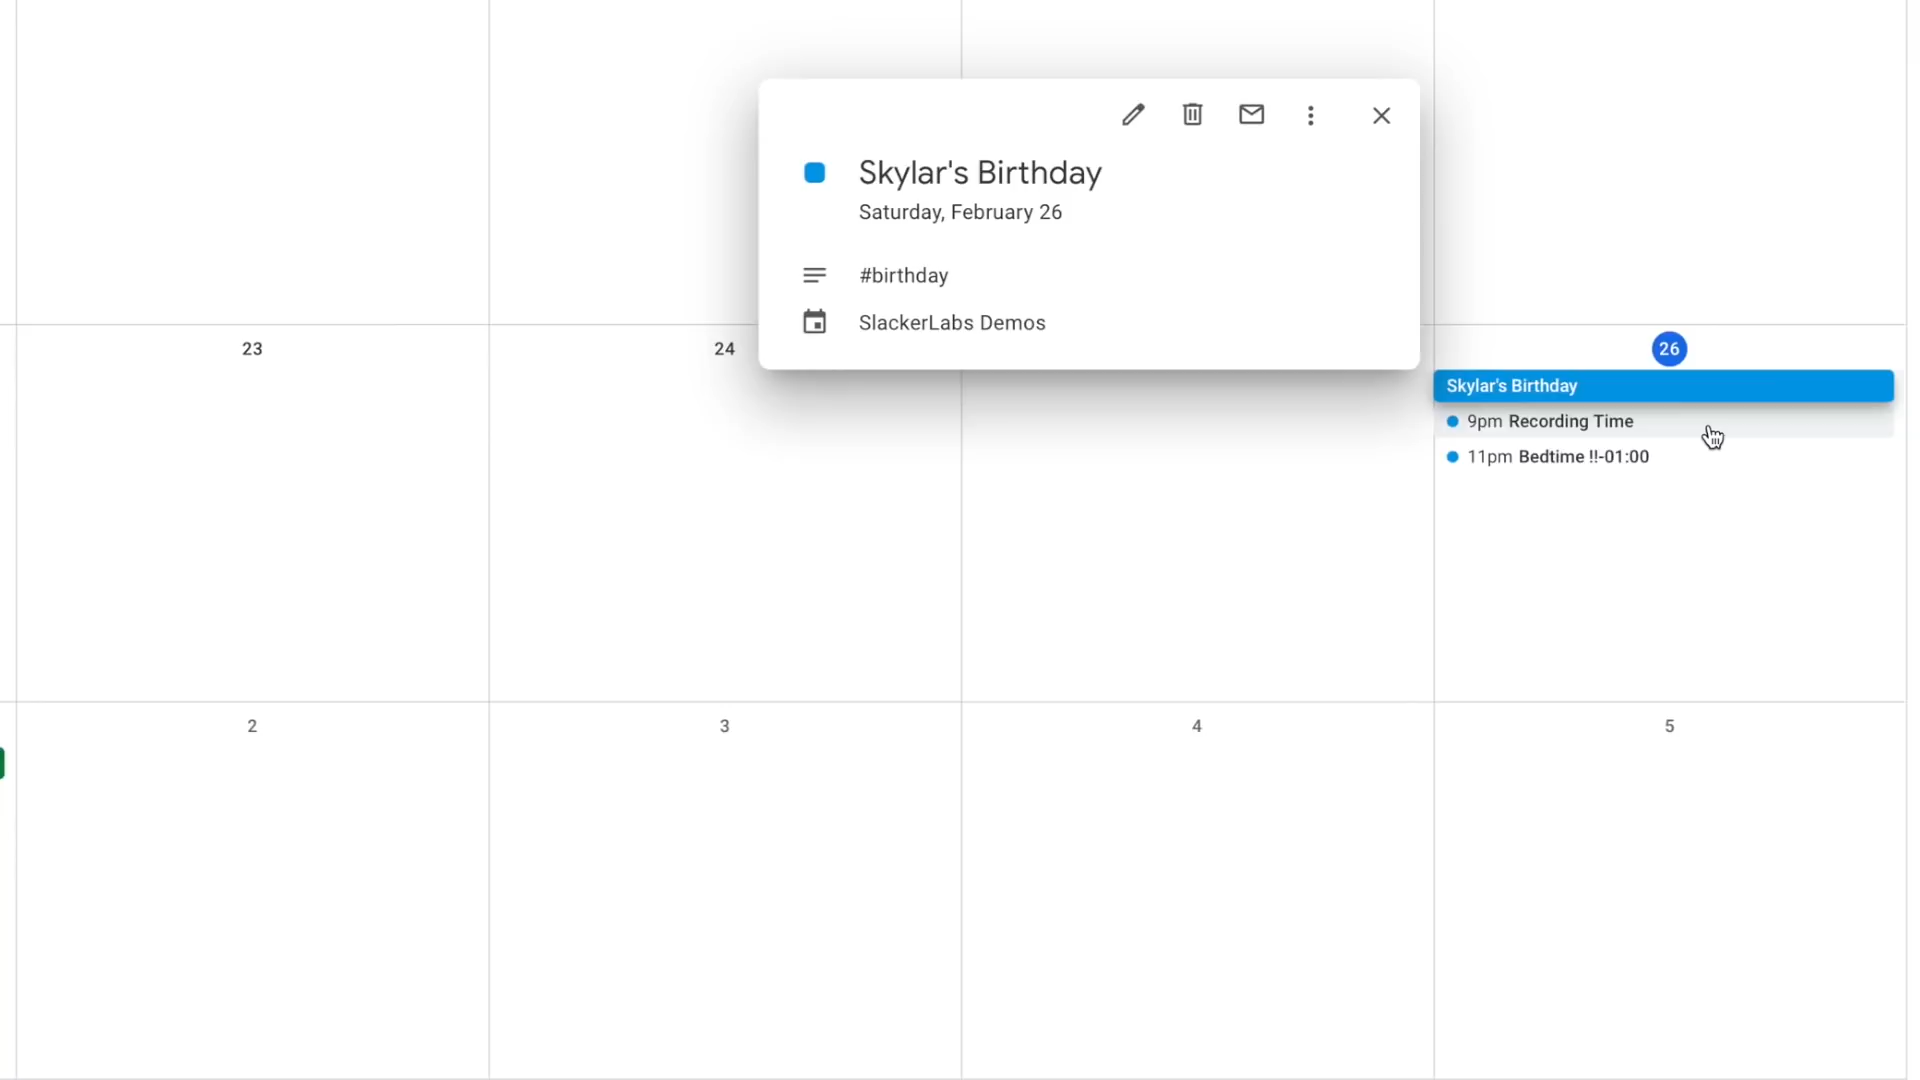 Skylar's Birthday
Saturday, February 26
#birthday
SlackerLabs Demos
23
24
26
Skylar's Birthday
9pm Recording Time
11pm Bedtime !!-01:00
2
3
4
5